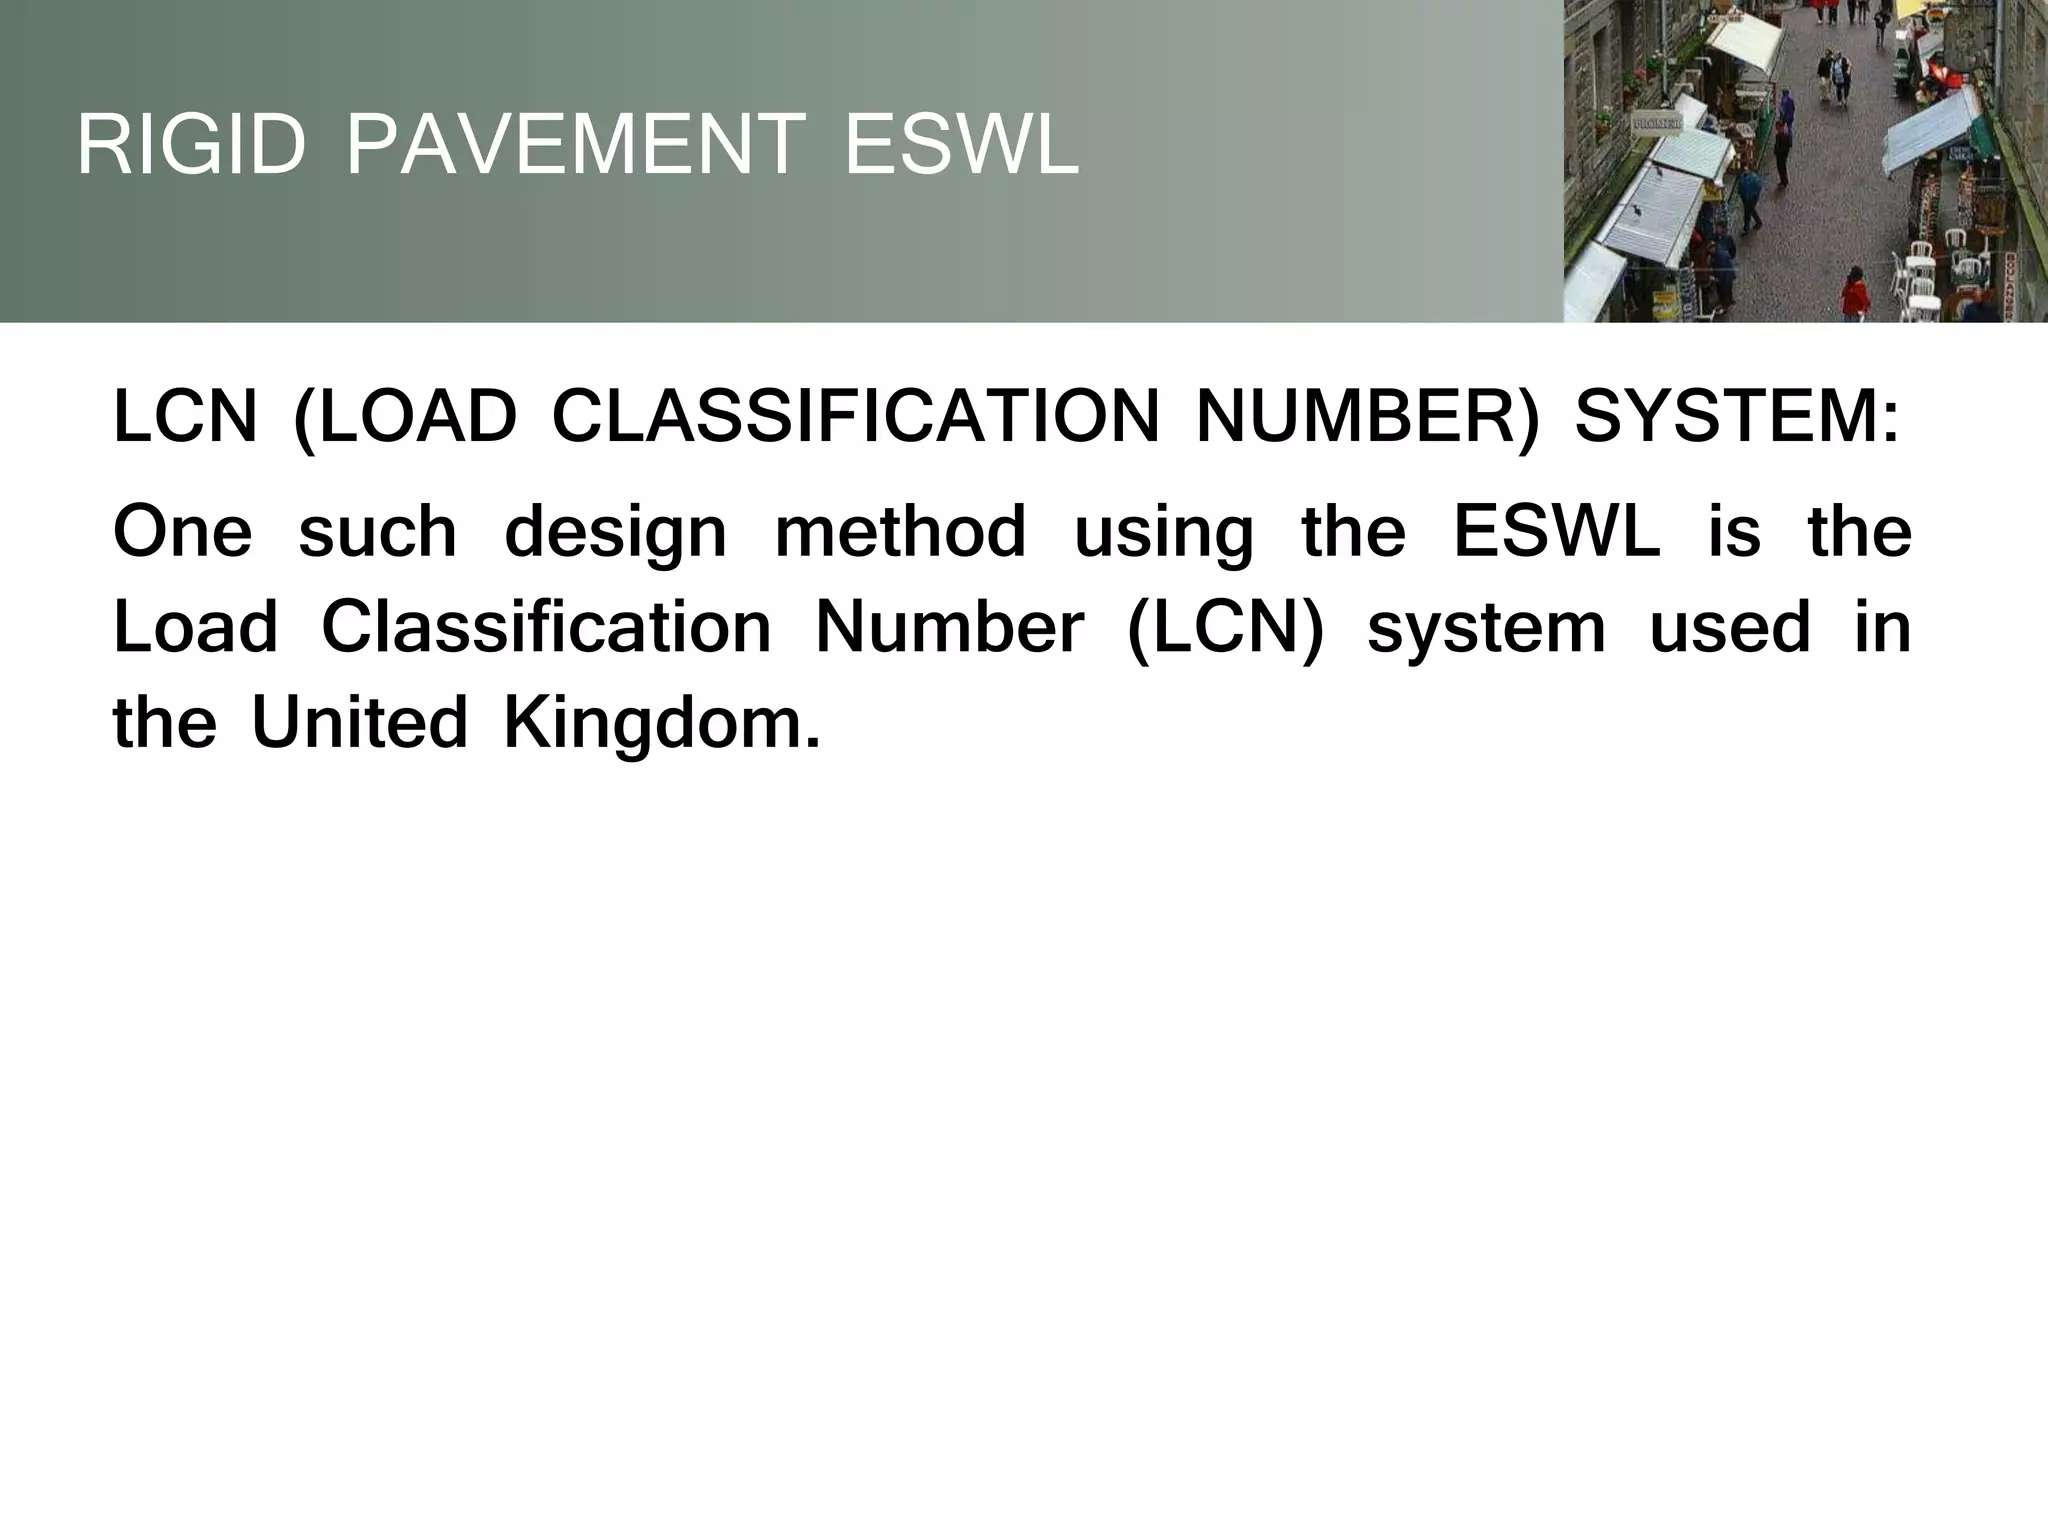 RIGID PAVEMENT ESWL
LCN (LOAD CLASSIFICATION NUMBER) SYSTEM:
One such design method using the ESWL is the
Load Classification Number (LCN) system used in
the United Kingdom.